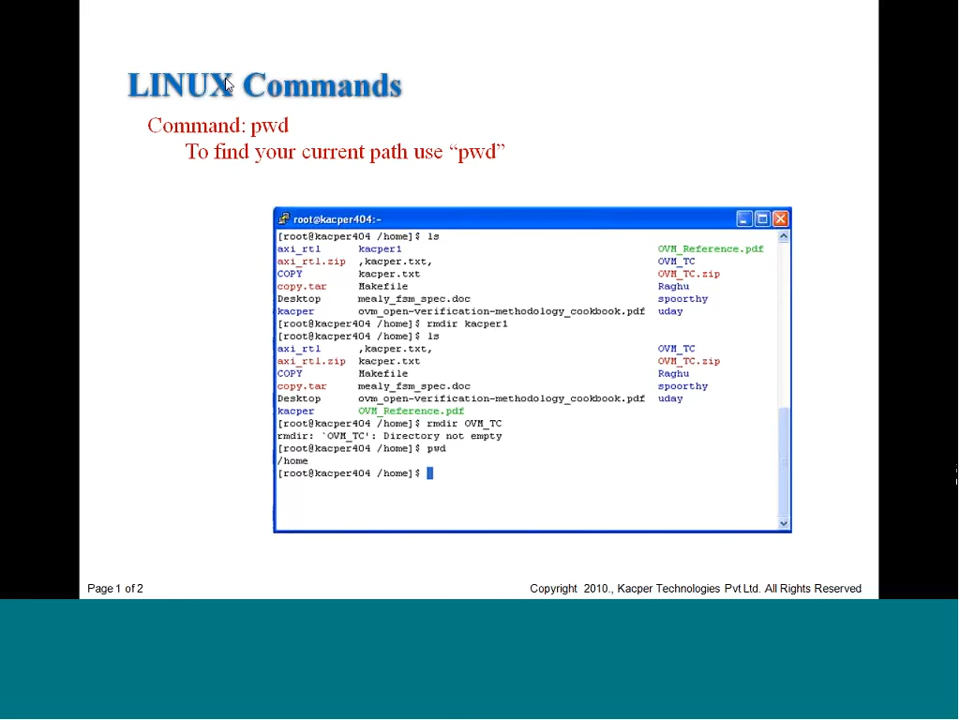 LINUX Commands
Command: pwd
To find your current path use “pwd”
root@kacper404:~
[root@kacper404 /home]$ ls
axi_rtl kacper1 OVM_Reference.pdf
axi_rtl.zip ,kacper.txt, OVM_TC
COPY kacper.txt OVM_TC.zip
copy.tar Makefile Raghu
Desktop mealy_fsm_spec.doc spoorthy
kacper ovm_open-verification-methodology_cookbook.pdf uday
[root@kacper404 /home]$ rmdir kacper1
[root@kacper404 /home]$ ls
axi_rtl ,kacper.txt, OVM_TC
axi_rtl.zip kacper.txt OVM_TC.zip
COPY Makefile Raghu
copy.tar mealy_fsm_spec.doc spoorthy
Desktop ovm_open-verification-methodology_cookbook.pdf uday
kacper OVM_Reference.pdf
[root@kacper404 /home]$ rmdir OVM_TC
rmdir: `OVM_TC': Directory not empty
[root@kacper404 /home]$ pwd
/home
[root@kacper404 /home]$
Page 1 of 2
Copyright 2010., Kacper Technologies Pvt Ltd. All Rights Reserved